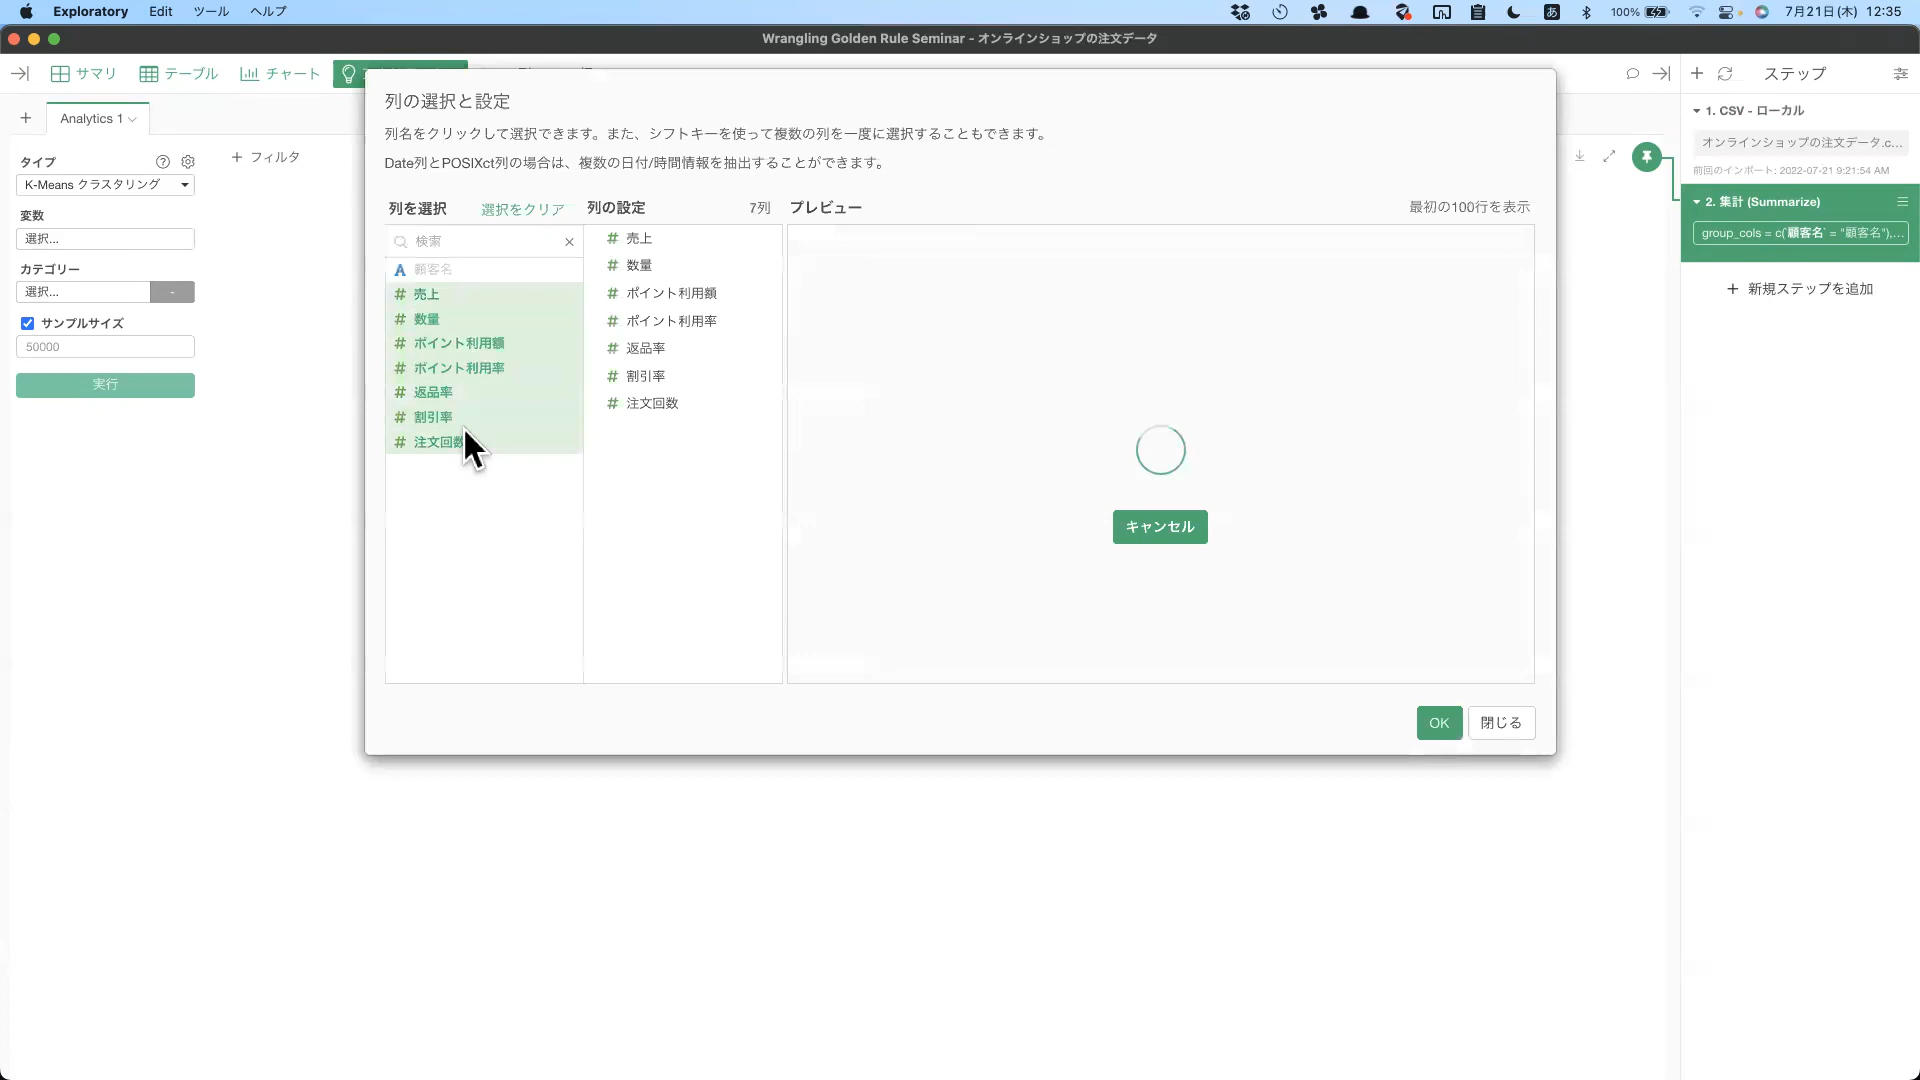 Exploratory Edit ツール ヘルプ 100% 7月21日(木) 12:35
Wrangling Golden Rule Seminar - オンラインショップの注文データ
サマリ テーブル チャート
ステップ
Analytics 1
タイプ
フィルタ
K-Means クラスタリング
変数
選択...
カテゴリー
選択... -
サンプルサイズ
50000
実行
列の選択と設定
列名をクリックして選択できます。また、シフトキーを使って複数の列を一度に選択することもできます。
Date列とPOSIXct列の場合は、複数の日付/時間情報を抽出することができます。
列を選択 選択をクリア 列の設定 7列 プレビュー 最初の100行を表示
検索
顧客名
売上
数量
ポイント利用額
ポイント利用率
返品率
割引率
注文回数
売上
数量
ポイント利用額
ポイント利用率
返品率
割引率
注文回数
キャンセル
OK 閉じる
1. CSV - ローカル
オンラインショップの注文データ.c...
前回のインポート: 2022-07-21 9:21:54 AM
2. 集計 (Summarize)
group_cols = c(`顧客名` = "顧客名"),...
新規ステップを追加